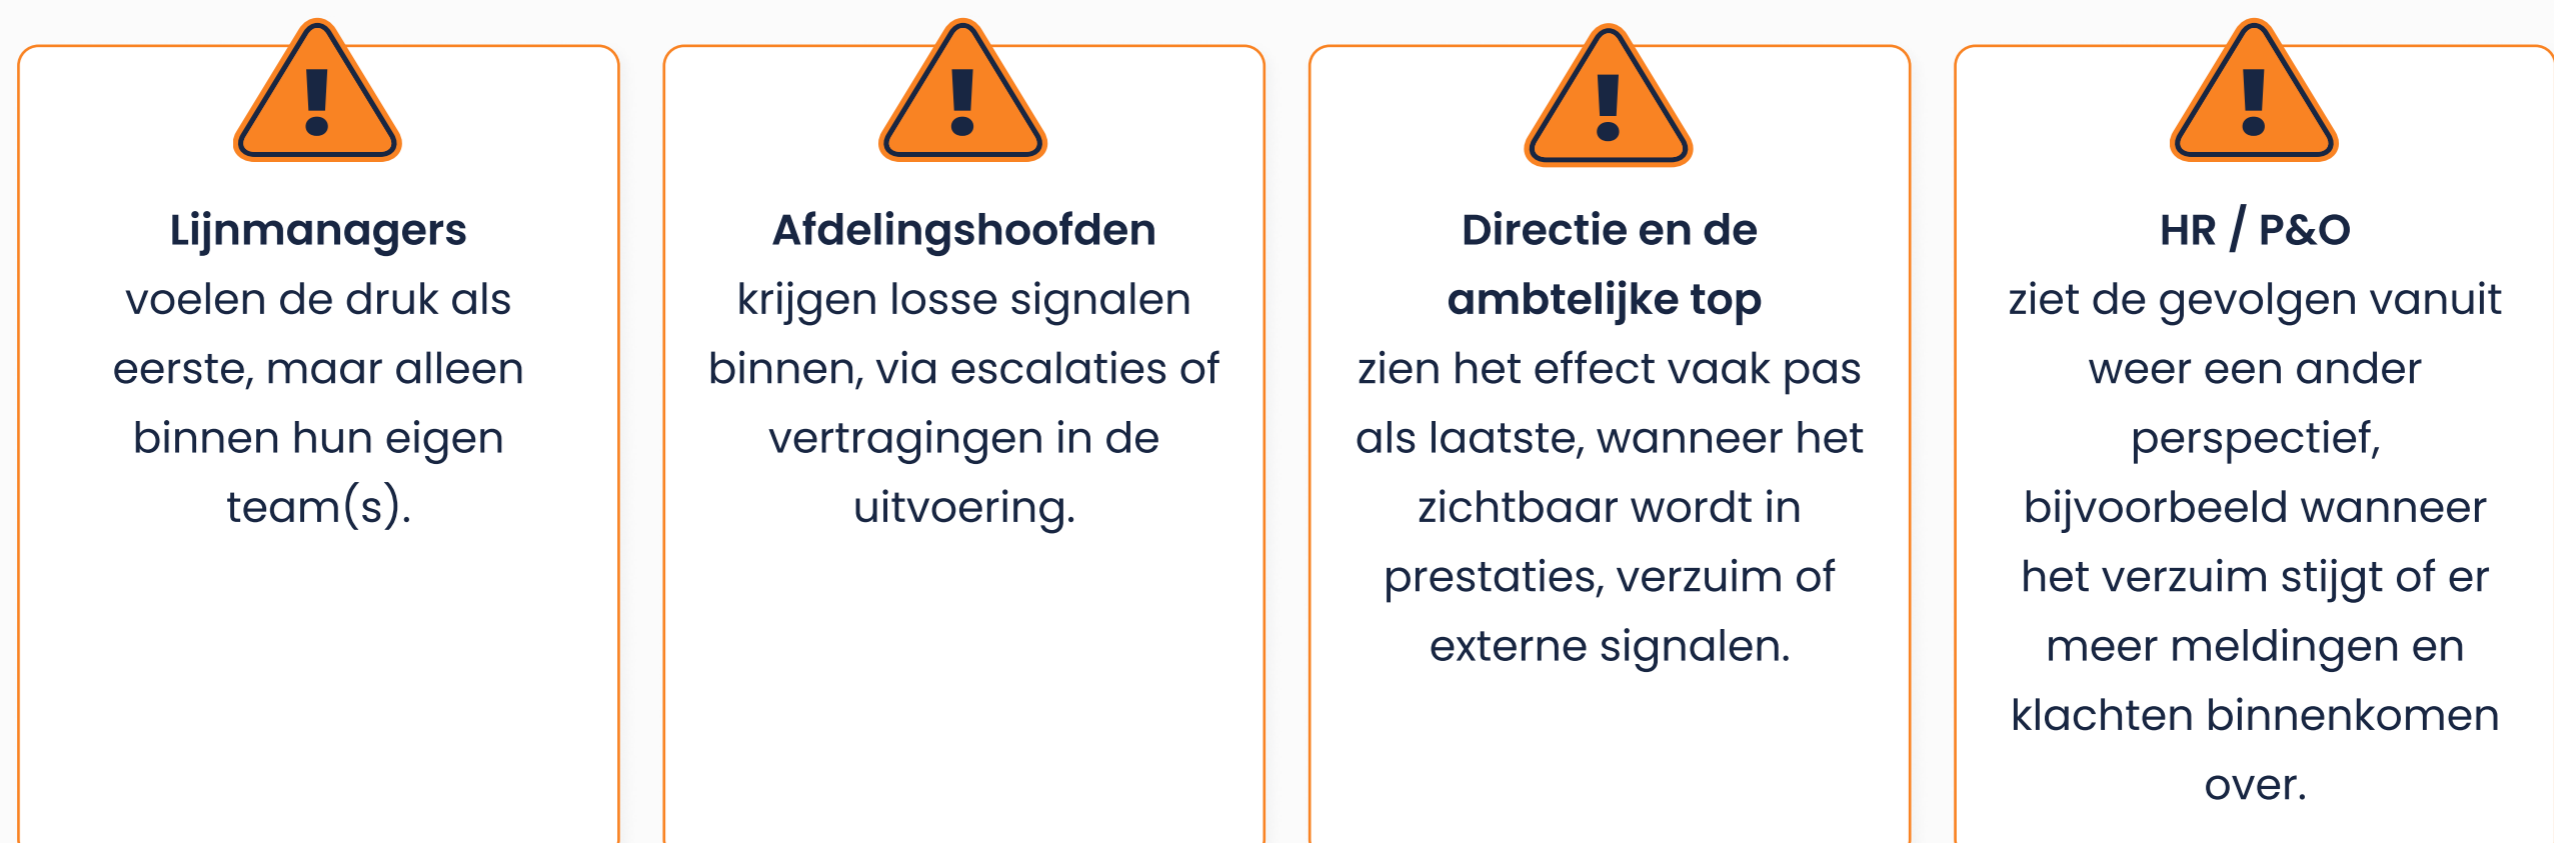 Lijnmanagers
voelen de druk als
eerste, maar alleen
binnen hun eigen
team(s).
Afdelingshoofden
krijgen losse signalen
binnen, via escalaties of
vertragingen in de
uitvoering.
Directie en de
ambtelijke top
zien het effect vaak pas
als laatste, wanneer het
zichtbaar wordt in
prestaties, verzuim of
externe signalen.
HR / P&O
ziet de gevolgen vanuit
weer een ander
perspectief,
bijvoorbeeld wanneer
het verzuim stijgt of er
meer meldingen en
klachten binnenkomen
over.